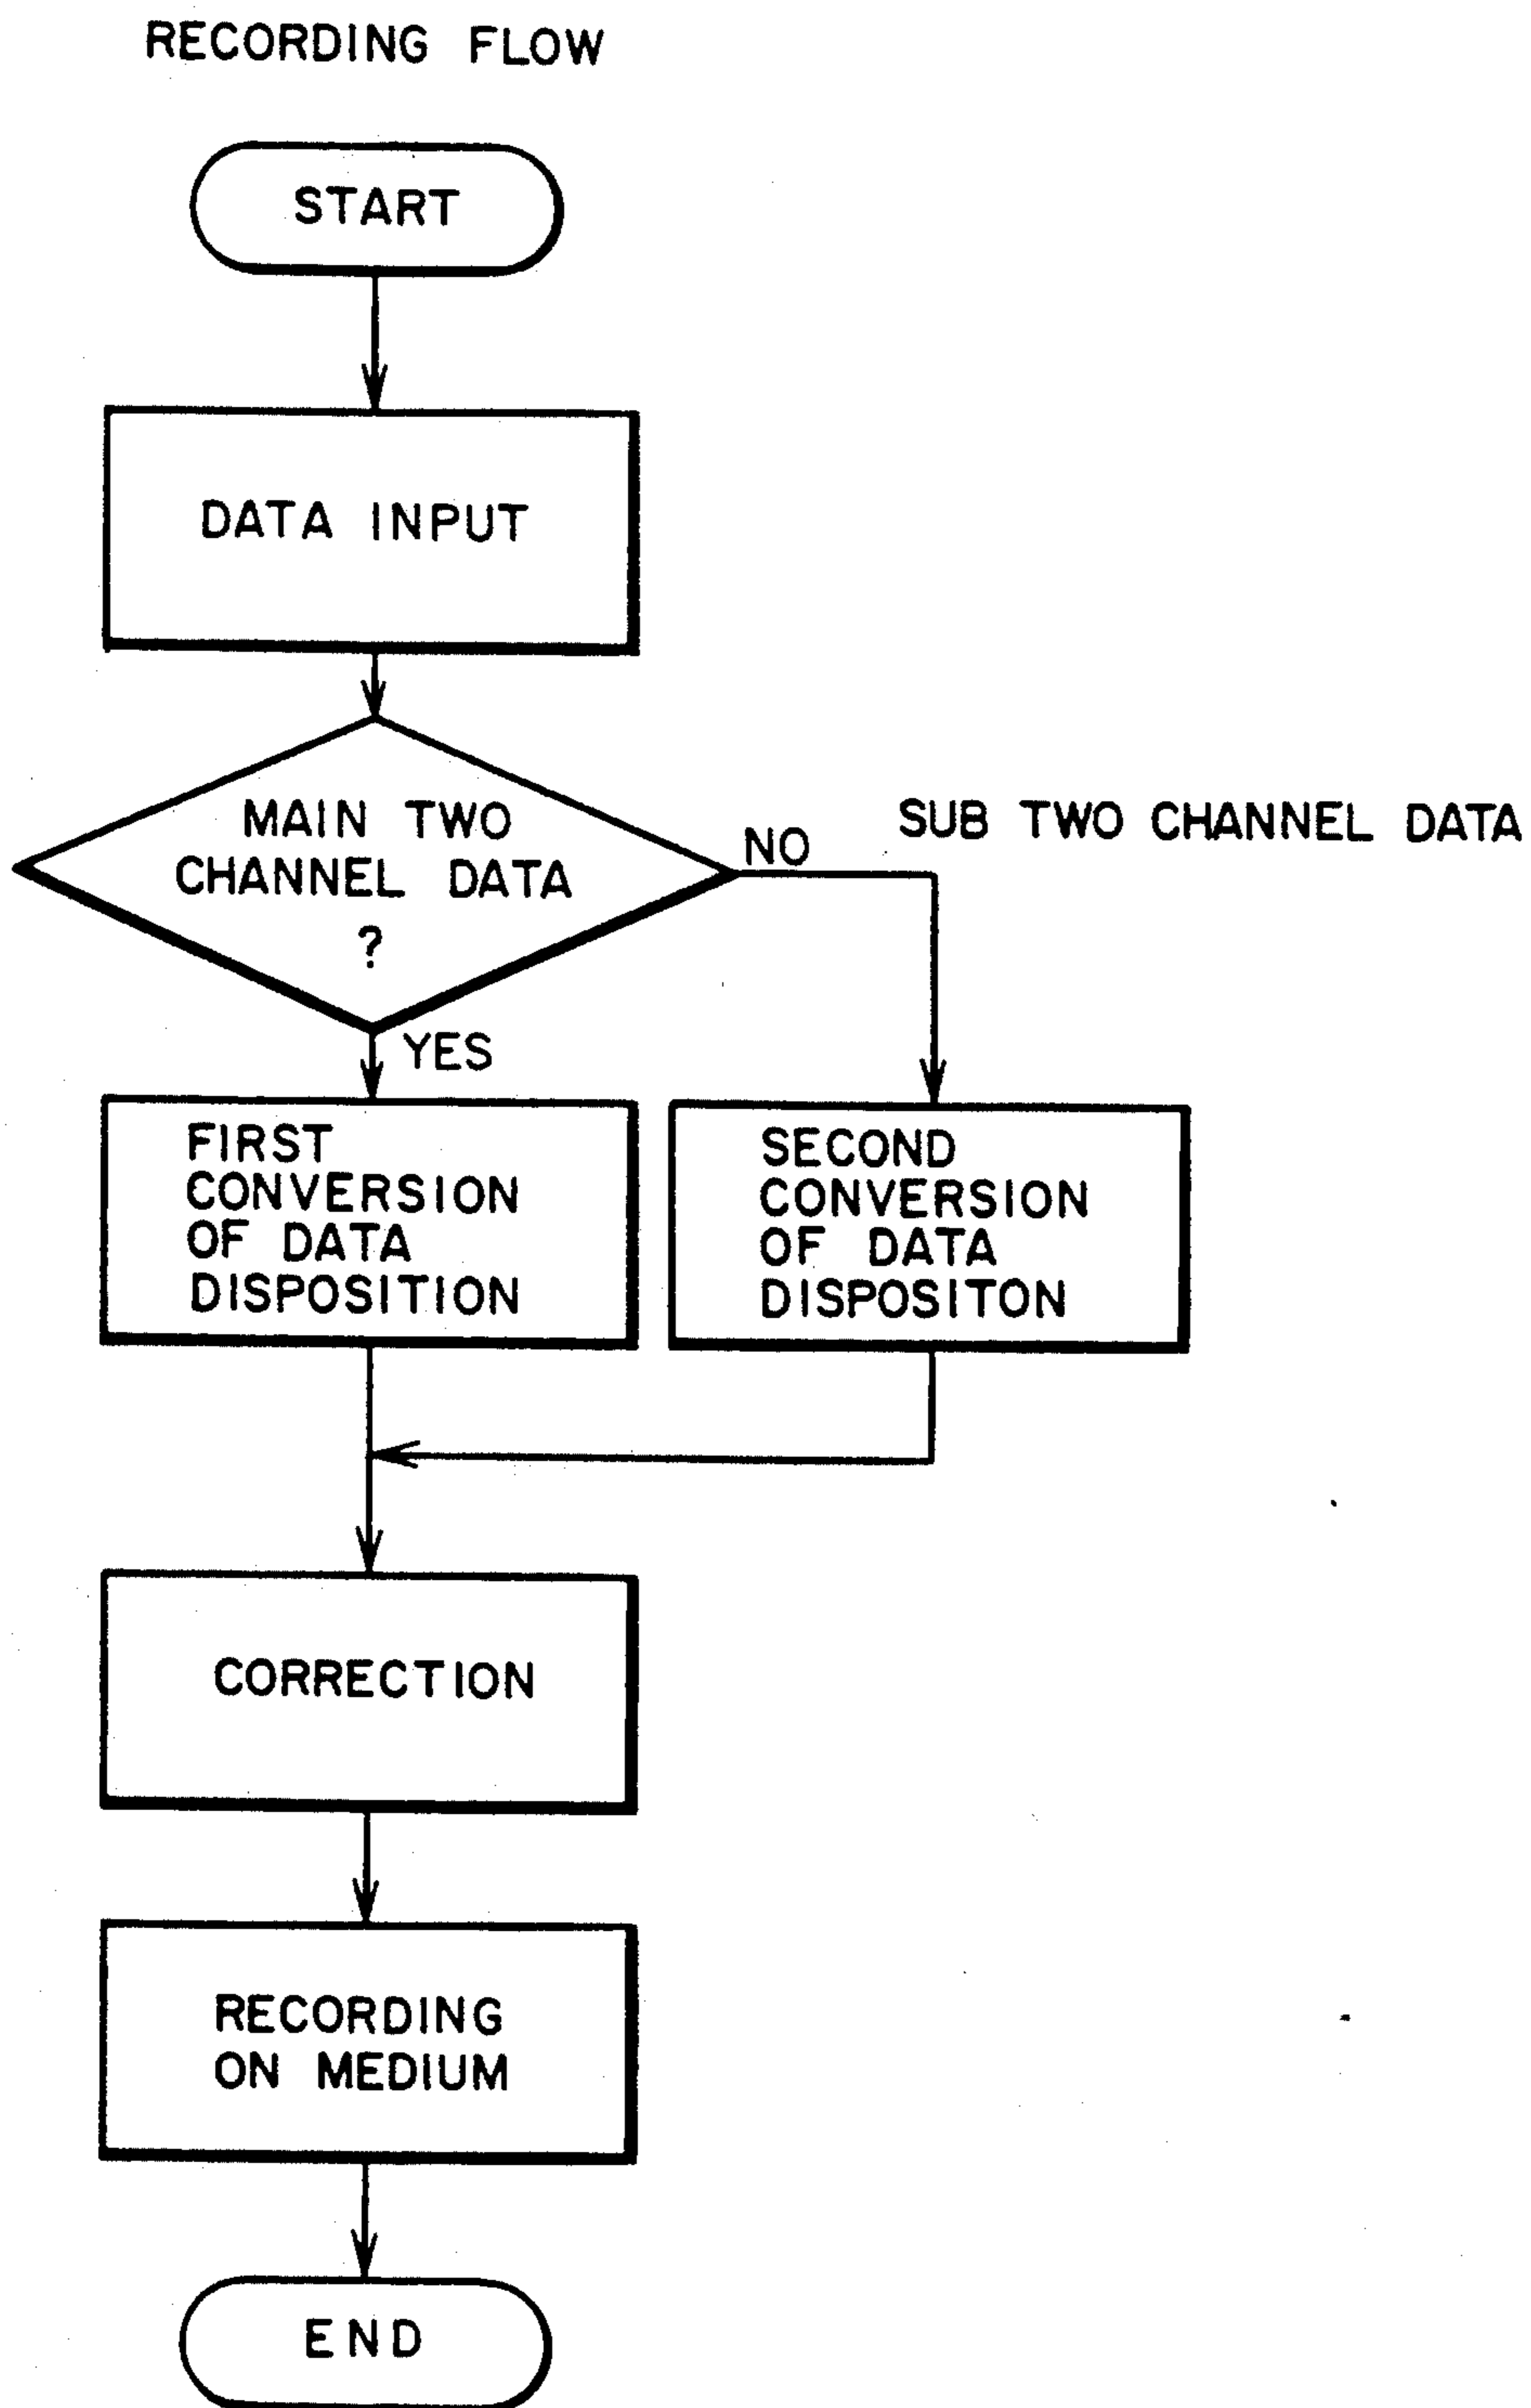 RECORDING FLOW
START
DATA INPUT
MAIN TWO
CHANNEL DATA
?
NO
SUB TWO CHANNEL DATA
YES
FIRST
CONVERSION
OF DATA
DISPOSITION
SECOND
CONVERSION
OF DATA
DISPOSITON
CORRECTION
RECORDING
ON MEDIUM
END